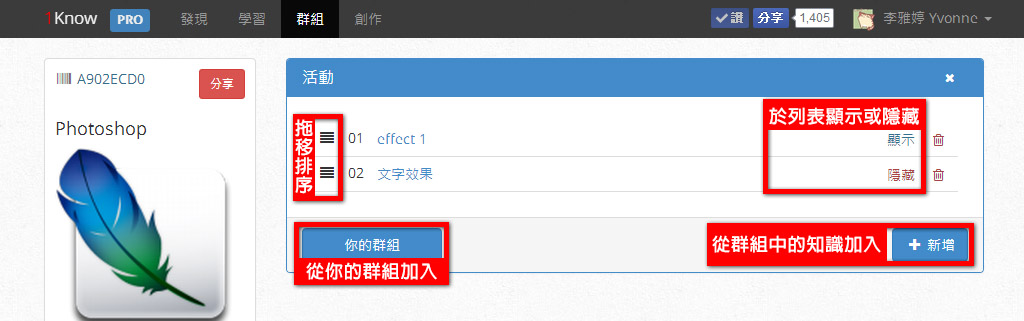 1Know PRO 發現 學習 群組 創作 讚 分享 1,405 李雅婷 Yvonne
A902ECD0 分享
Photoshop
活動
拖移排序
於列表顯示或隱藏
01 effect 1 顯示
02 文字效果 隱藏
你的群組
從你的群組加入
從群組中的知識加入
新增